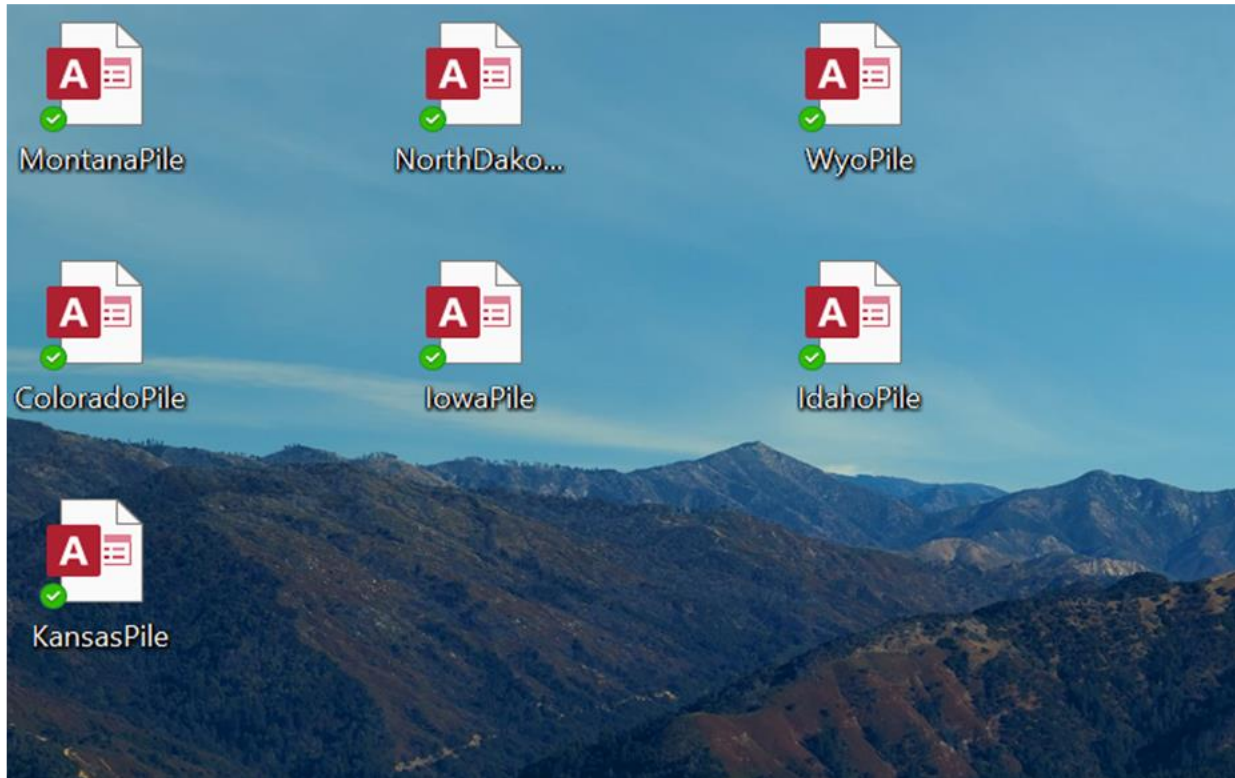 A
MontanaPile
A
NorthDako...
A
WyoPile
A
ColoradoPile
A
IowaPile
A
IdahoPile
A
KansasPile